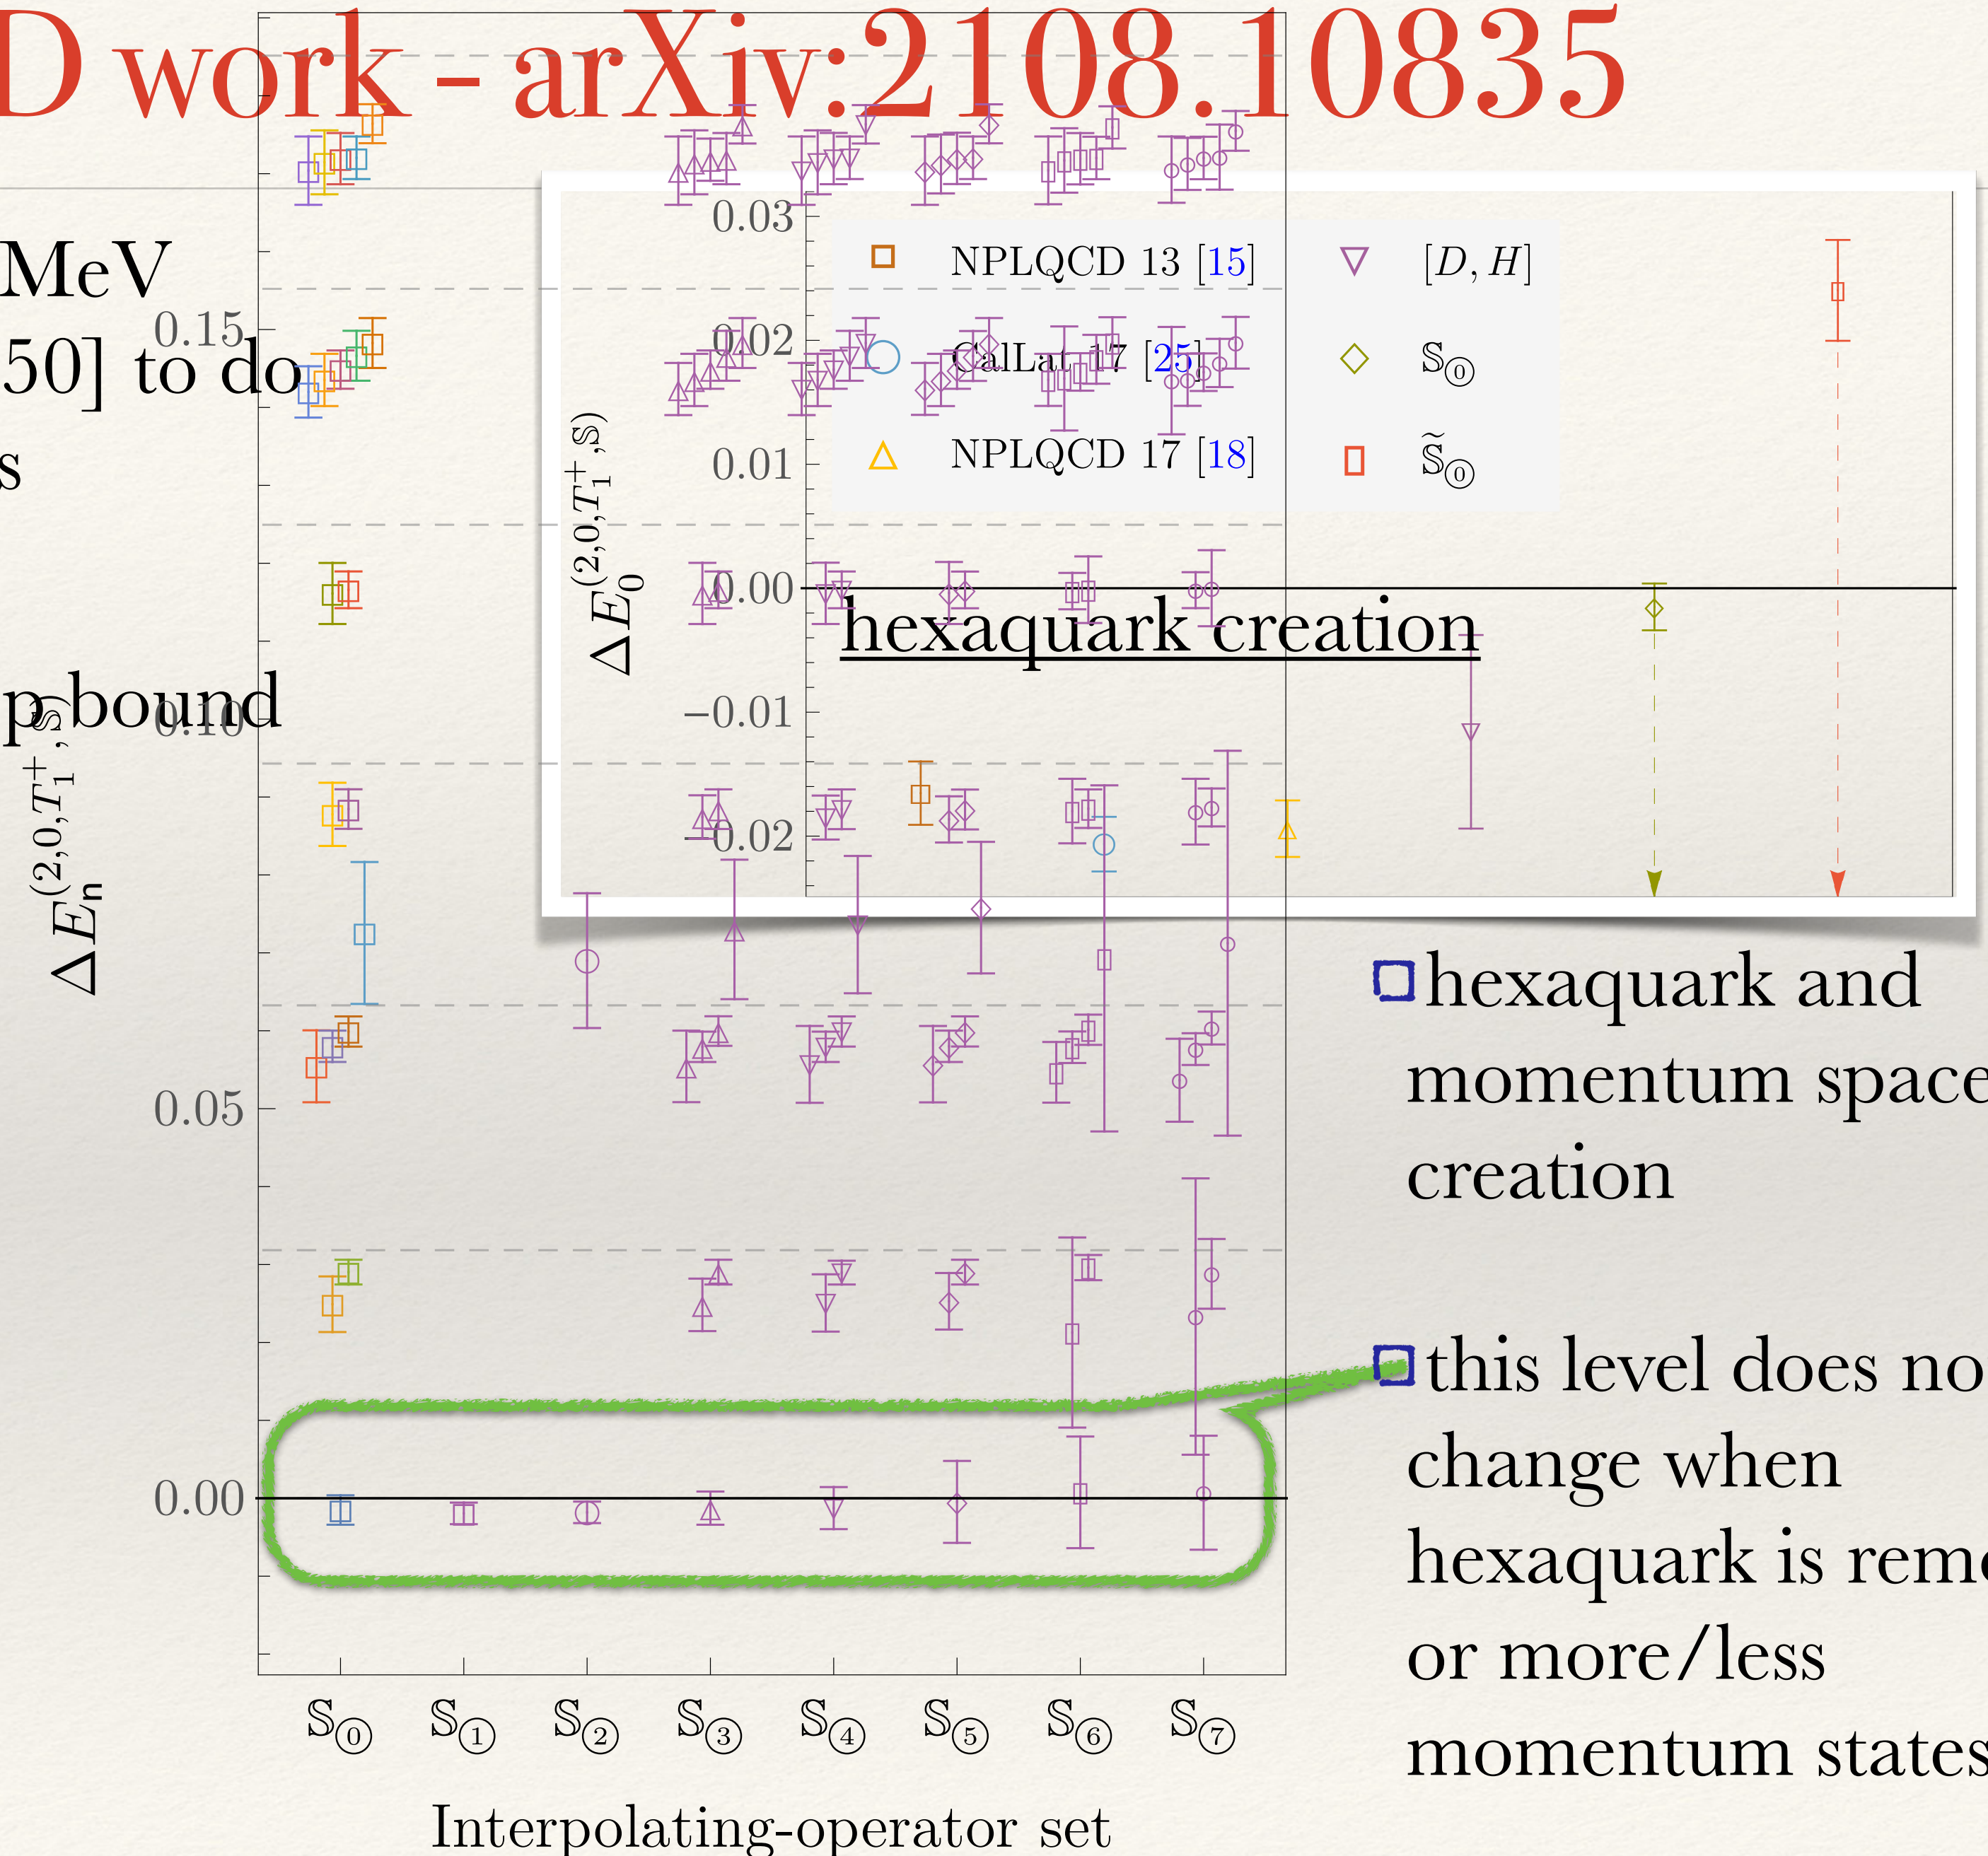 D work - arXiv:2108.10835
MeV
50] to do
s
p bound
0.15
0.10
0.05
0.00
ΔEₙ^(2,0,T₁⁺,𝕊)
0.03
0.02
0.01
0.00
−0.01
−0.02
ΔE₀^(2,0,T₁⁺,𝕊)
NPLQCD 13 [15]
CalLat 17 [25]
NPLQCD 17 [18]
[D, H]
𝕊⓪
𝕊̃⓪
hexaquark creation
hexaquark and
momentum space
creation
this level does no
change when
hexaquark is rem
or more/less
momentum states
𝕊⓪ 𝕊① 𝕊② 𝕊③ 𝕊④ 𝕊⑤ 𝕊⑥ 𝕊⑦
Interpolating-operator set